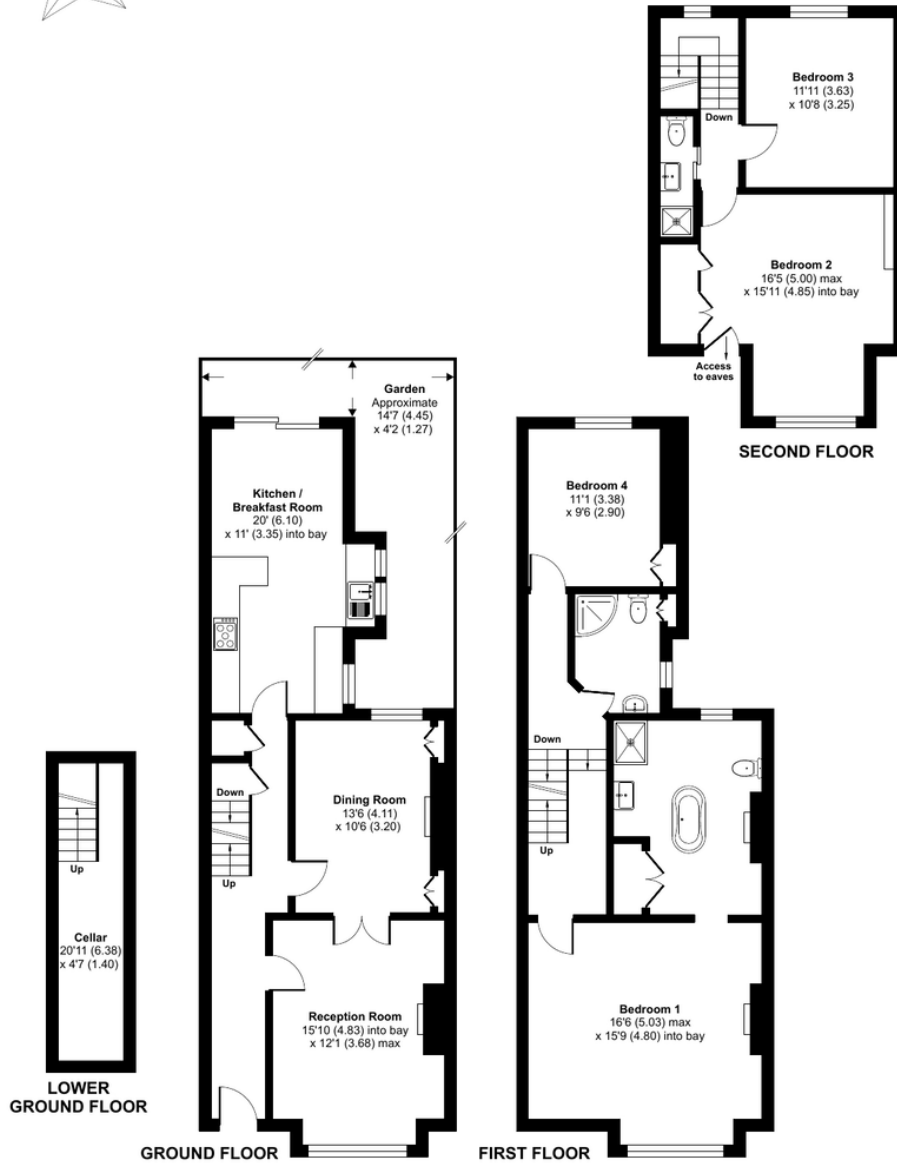 Bedroom 3
11'11 (3.63)
x 10'8 (3.25)
Down
Bedroom 2
16'5 (5.00) max
x 15'11 (4.85) into bay
Access
to eaves
SECOND FLOOR
Garden
Approximate
14'7 (4.45)
x 4'2 (1.27)
Kitchen /
Breakfast Room
20' (6.10)
x 11' (3.35) into bay
Down
Up
Dining Room
13'6 (4.11)
x 10'6 (3.20)
Reception Room
15'10 (4.83) into bay
x 12'1 (3.68) max
GROUND FLOOR
Bedroom 4
11'1 (3.38)
x 9'6 (2.90)
Down
Up
Bedroom 1
16'6 (5.03) max
x 15'9 (4.80) into bay
FIRST FLOOR
Up
Cellar
20'11 (6.38)
x 4'7 (1.40)
LOWER
GROUND FLOOR